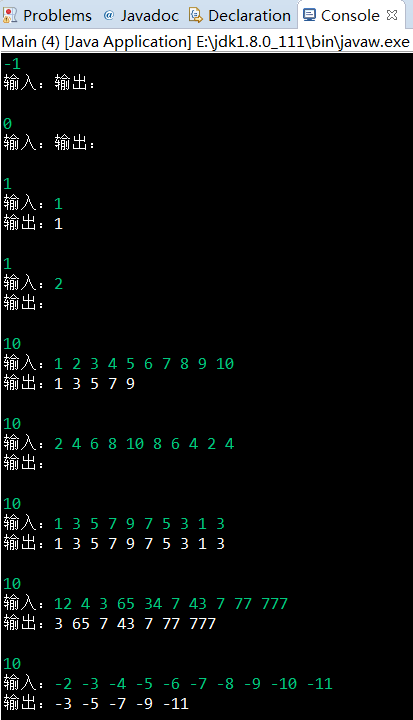 Problems @ Javadoc Declaration Console
Main (4) [Java Application] E:\jdk1.8.0_111\bin\javaw.exe
-1
输入：输出：
0
输入：输出：
1
输入：1
输出：1
1
输入：2
输出：
10
输入：1 2 3 4 5 6 7 8 9 10
输出：1 3 5 7 9
10
输入：2 4 6 8 10 8 6 4 2 4
输出：
10
输入：1 3 5 7 9 7 5 3 1 3
输出：1 3 5 7 9 7 5 3 1 3
10
输入：12 4 3 65 34 7 43 7 77 777
输出：3 65 7 43 7 77 777
10
输入：-2 -3 -4 -5 -6 -7 -8 -9 -10 -11
输出：-3 -5 -7 -9 -11